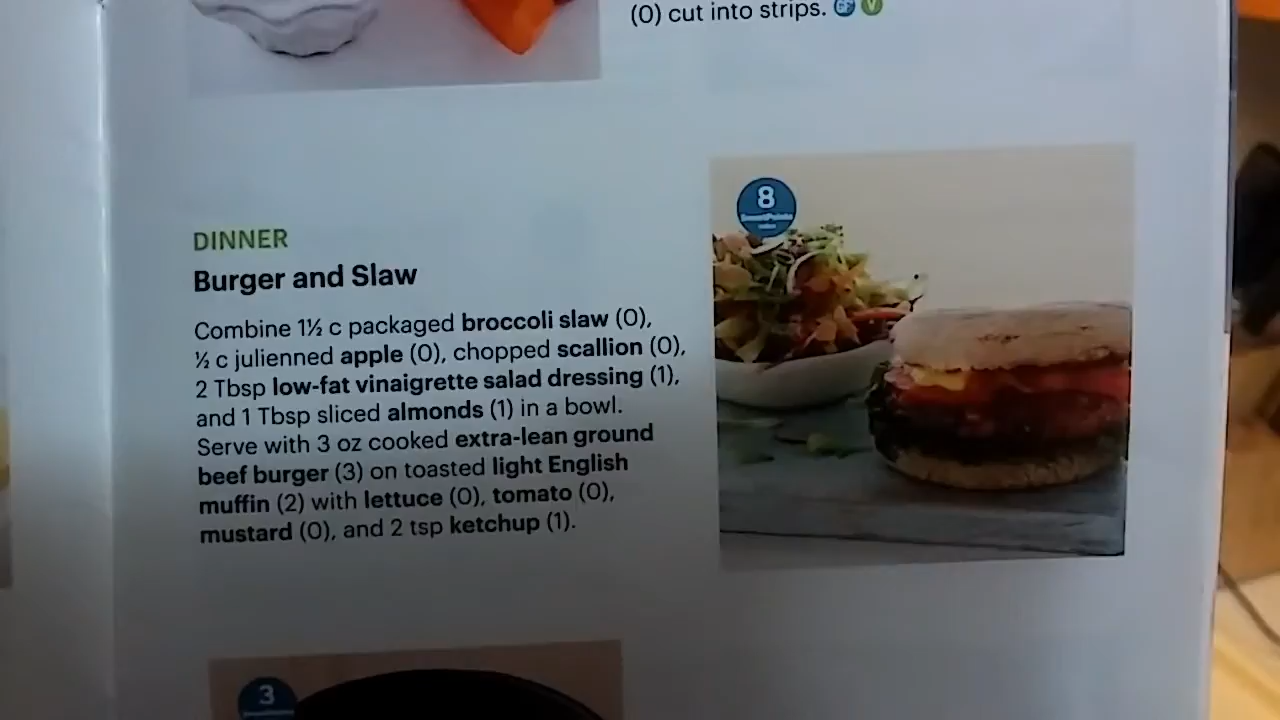 (0) cut into strips. GF V
8
SmartPoints
value
DINNER
Burger and Slaw
Combine 1½ c packaged broccoli slaw (0),
½ c julienned apple (0), chopped scallion (0),
2 Tbsp low-fat vinaigrette salad dressing (1),
and 1 Tbsp sliced almonds (1) in a bowl.
Serve with 3 oz cooked extra-lean ground
beef burger (3) on toasted light English
muffin (2) with lettuce (0), tomato (0),
mustard (0), and 2 tsp ketchup (1).
3